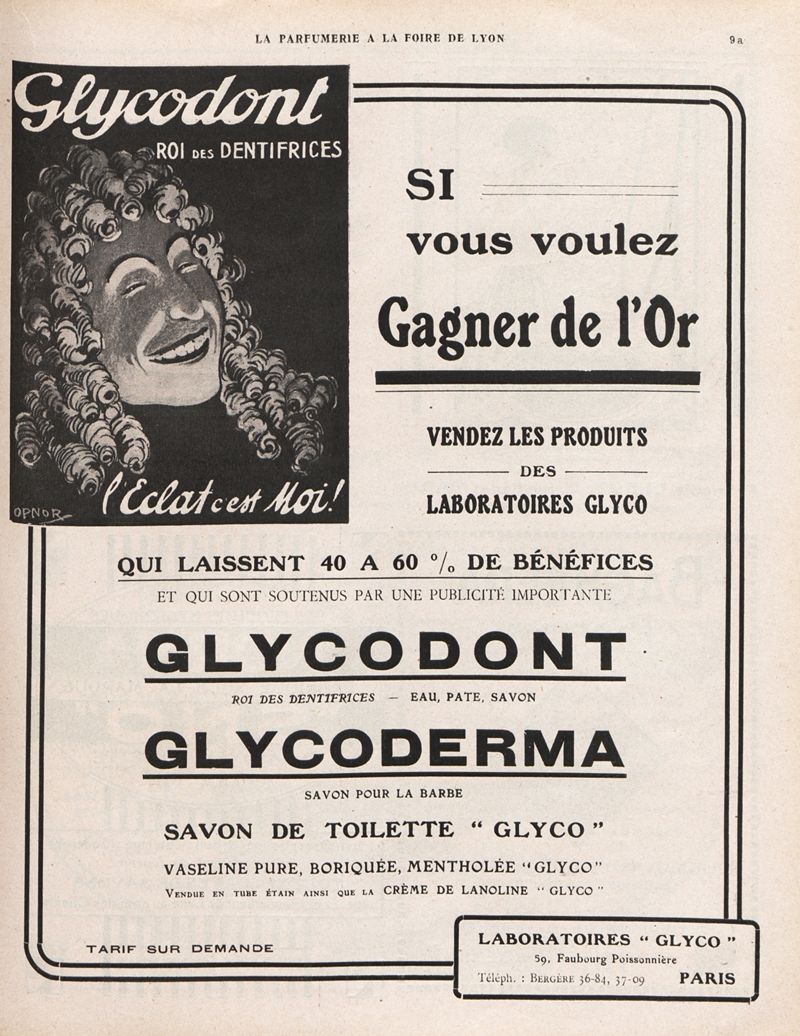 LA PARFUMERIE A LA FOIRE DE LYON
9a
Glycodont
ROI DES DENTIFRICES
l'Eclat c'est Moi!
OPNOR
SI
vous voulez
Gagner de l'Or
VENDEZ LES PRODUITS
DES
LABORATOIRES GLYCO
QUI LAISSENT 40 A 60 % DE BÉNÉFICES
ET QUI SONT SOUTENUS PAR UNE PUBLICITÉ IMPORTANTE
GLYCODONT
ROI DES DENTIFRICES — EAU, PATE, SAVON
GLYCODERMA
SAVON POUR LA BARBE
SAVON DE TOILETTE “ GLYCO ”
VASELINE PURE, BORIQUÉE, MENTHOLÉE “GLYCO”
VENDUE EN TUBE ÉTAIN AINSI QUE LA CRÈME DE LANOLINE “ GLYCO ”
TARIF SUR DEMANDE
LABORATOIRES “ GLYCO ”
59, Faubourg Poissonnière
Téléph. : BERGÈRE 36-84, 37-09 PARIS